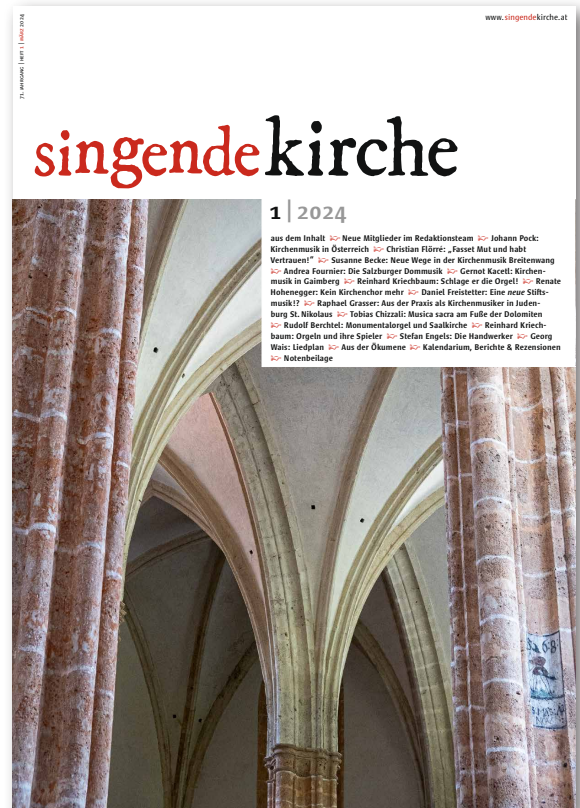 www.singendekirche.at
71. JAHRGANG | HEFT 1 | MÄRZ 2024
singendekirche
1 | 2024
aus dem Inhalt Neue Mitglieder im Redaktionsteam Johann Pock:
Kirchenmusik in Österreich Christian Flörré: „Fasset Mut und habt
Vertrauen!“ Susanne Becke: Neue Wege in der Kirchenmusik Breitenwang
Andrea Fournier: Die Salzburger Dommusik Gernot Kacetl: Kirchen-
musik in Gaimberg Reinhard Kriechbaum: Schlage er die Orgel! Renate
Hohenegger: Kein Kirchenchor mehr Daniel Freistetter: Eine neue Stifts-
musik!? Raphael Grasser: Aus der Praxis als Kirchenmusiker in Juden-
burg St. Nikolaus Tobias Chizzali: Musica sacra am Fuße der Dolomiten
Rudolf Berchtel: Monumentalorgel und Saalkirche Reinhard Kriech-
baum: Orgeln und ihre Spieler Stefan Engels: Die Handwerker Georg
Wais: Liedplan Aus der Ökumene Kalendarium, Berichte & Rezensionen
Notenbeilage